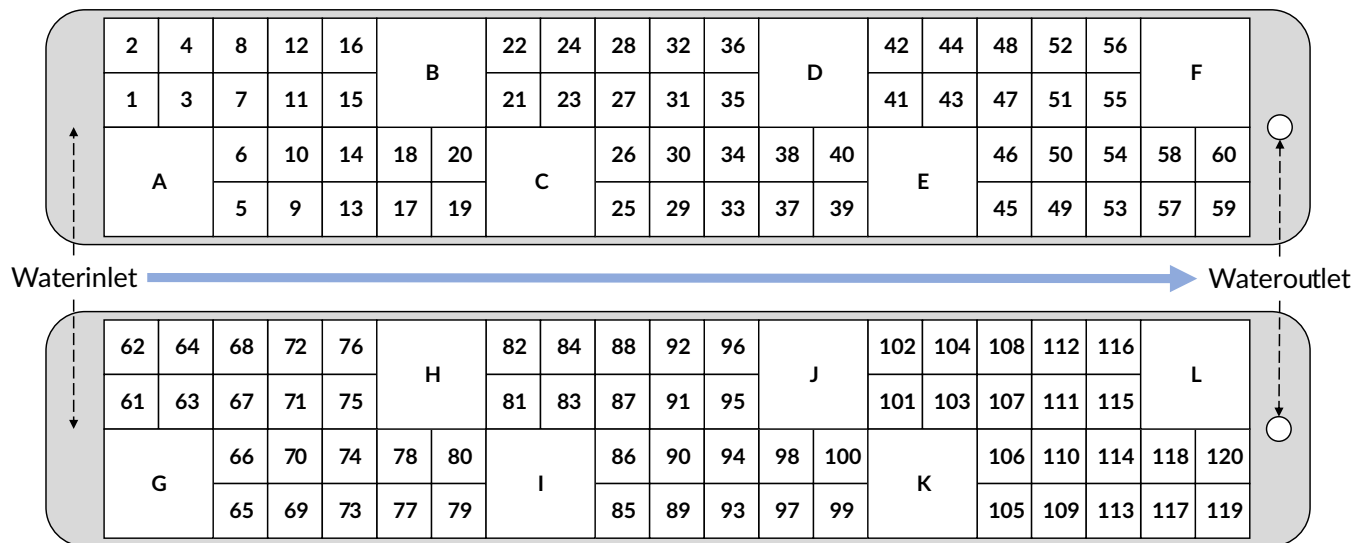 2 4 8 12 16 B 22 24 28 32 36 D 42 44 48 52 56 F
1 3 7 11 15 21 23 27 31 35 41 43 47 51 55
A 6 10 14 18 20 C 26 30 34 38 40 E 46 50 54 58 60
5 9 13 17 19 25 29 33 37 39 45 49 53 57 59
Waterinlet Wateroutlet
62 64 68 72 76 H 82 84 88 92 96 J 102 104 108 112 116 L
61 63 67 71 75 81 83 87 91 95 101 103 107 111 115
G 66 70 74 78 80 I 86 90 94 98 100 K 106 110 114 118 120
65 69 73 77 79 85 89 93 97 99 105 109 113 117 119